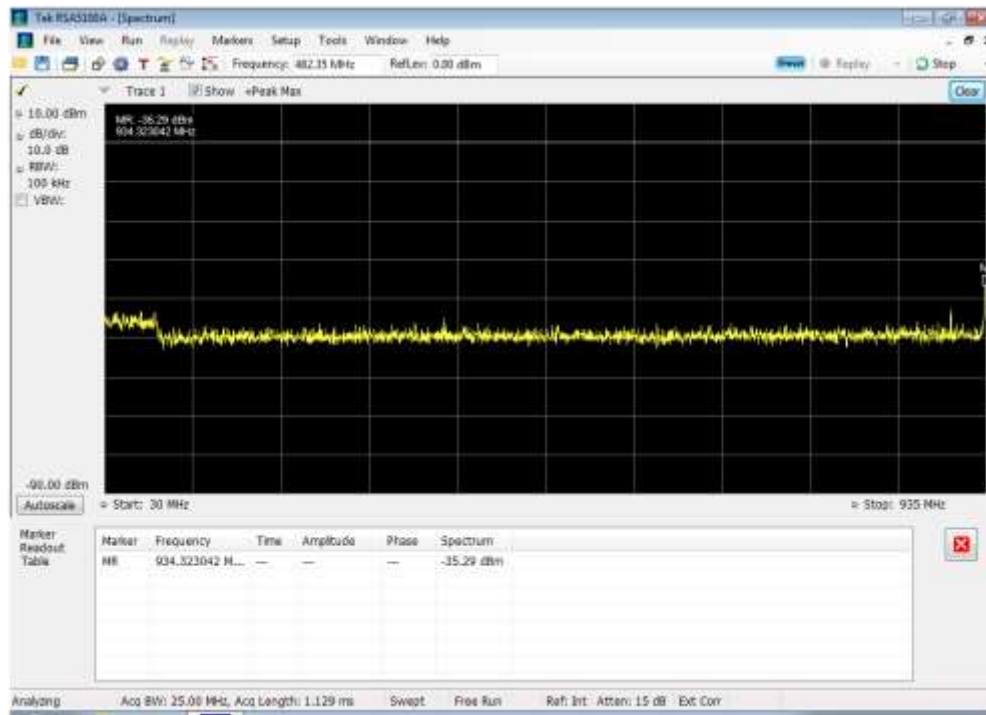 Tek RSA5100A - [Spectrum]
File View Run Replay Markers Setup Tools Window Help
Frequency: 482.35 MHz RefLev: 0.00 dBm Preset Replay Stop
Trace 1 Show +Peak Max Clear
10.00 dBm
dB/div:
10.0 dB
RBW:
100 kHz
VBW:
MR: -36.29 dBm
934.323042 MHz
-90.00 dBm
Autoscale Start: 30 MHz Stop: 935 MHz
Marker
Readout
Table
Marker Frequency Time Amplitude Phase Spectrum
MR 934.323042 M... --- --- --- -35.29 dBm
Analyzing Acq BW: 25.00 MHz, Acq Length: 1.129 ms Swept Free Run Ref: Int Atten: 15 dB Ext Corr